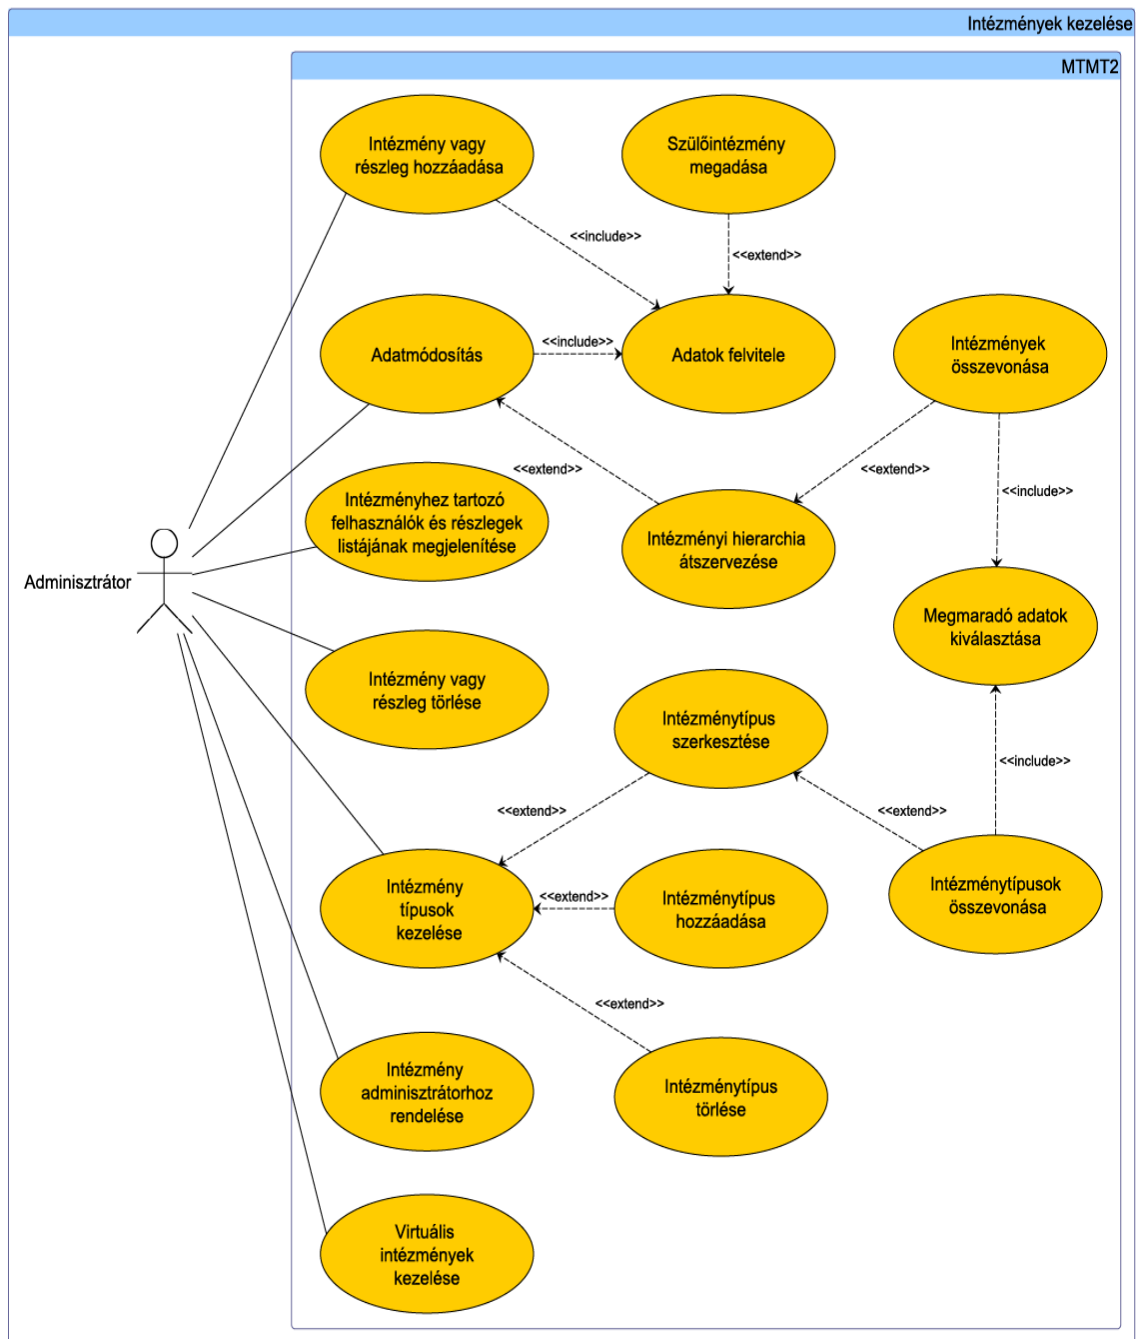 Intézmények kezelése
MTMT2
Intézmény vagy
részleg hozzáadása
Szülőintézmény
megadása
<<include>>
<<extend>>
Adatmódosítás
<<include>>
Adatok felvitele
Intézmények
összevonása
<<extend>>
<<extend>>
<<include>>
Intézményhez tartozó
felhasználók és részlegek
listájának megjelenítése
Intézményi hierarchia
átszervezése
Adminisztrátor
Megmaradó adatok
kiválasztása
Intézmény vagy
részleg törlése
Intézménytípus
szerkesztése
<<include>>
<<extend>>
<<extend>>
Intézmény
típusok
kezelése
<<extend>>
Intézménytípus
hozzáadása
Intézménytípusok
összevonása
<<extend>>
Intézmény
adminisztrátorhoz
rendelése
Intézménytípus
törlése
Virtuális
intézmények
kezelése